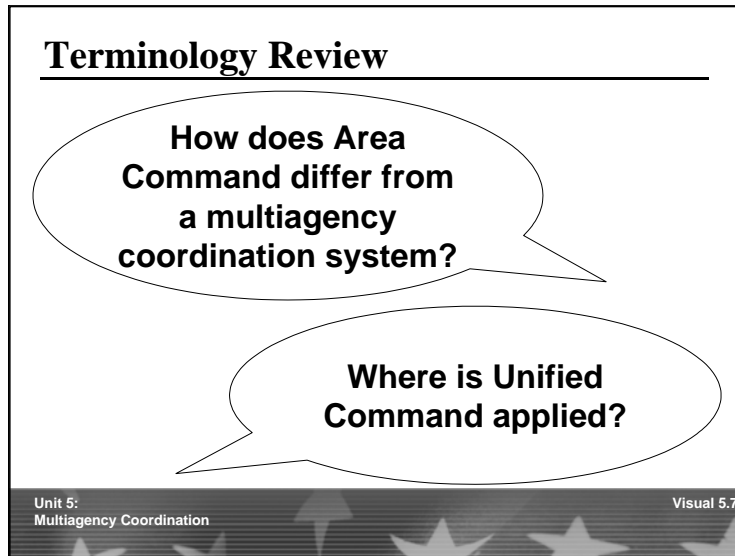 Terminology Review
How does Area
Command differ from
a multiagency
coordination system?
Where is Unified
Command applied?
Unit 5:
Multiagency Coordination
Visual 5.7